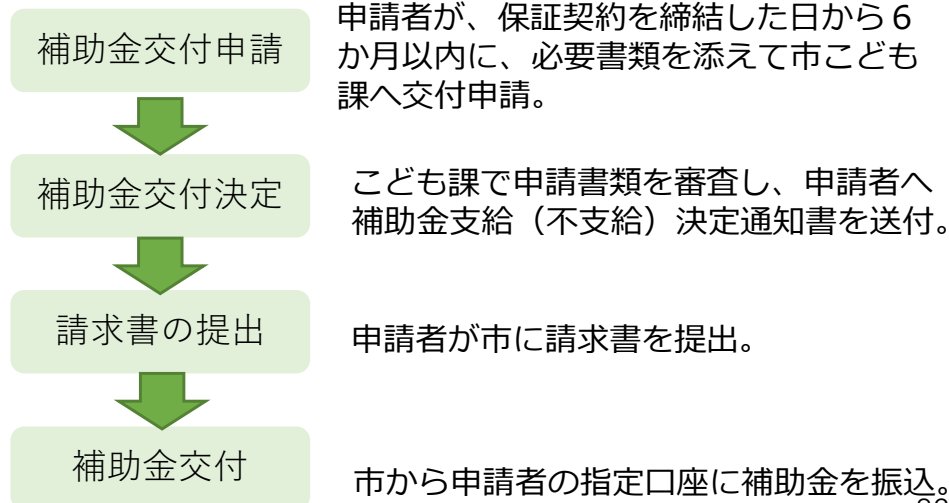 補助金交付申請
申請者が、保証契約を締結した日から６
か月以内に、必要書類を添えて市こども
課へ交付申請。
補助金交付決定
こども課で申請書類を審査し、申請者へ
補助金支給（不支給）決定通知書を送付。
請求書の提出
申請者が市に請求書を提出。
補助金交付
市から申請者の指定口座に補助金を振込。